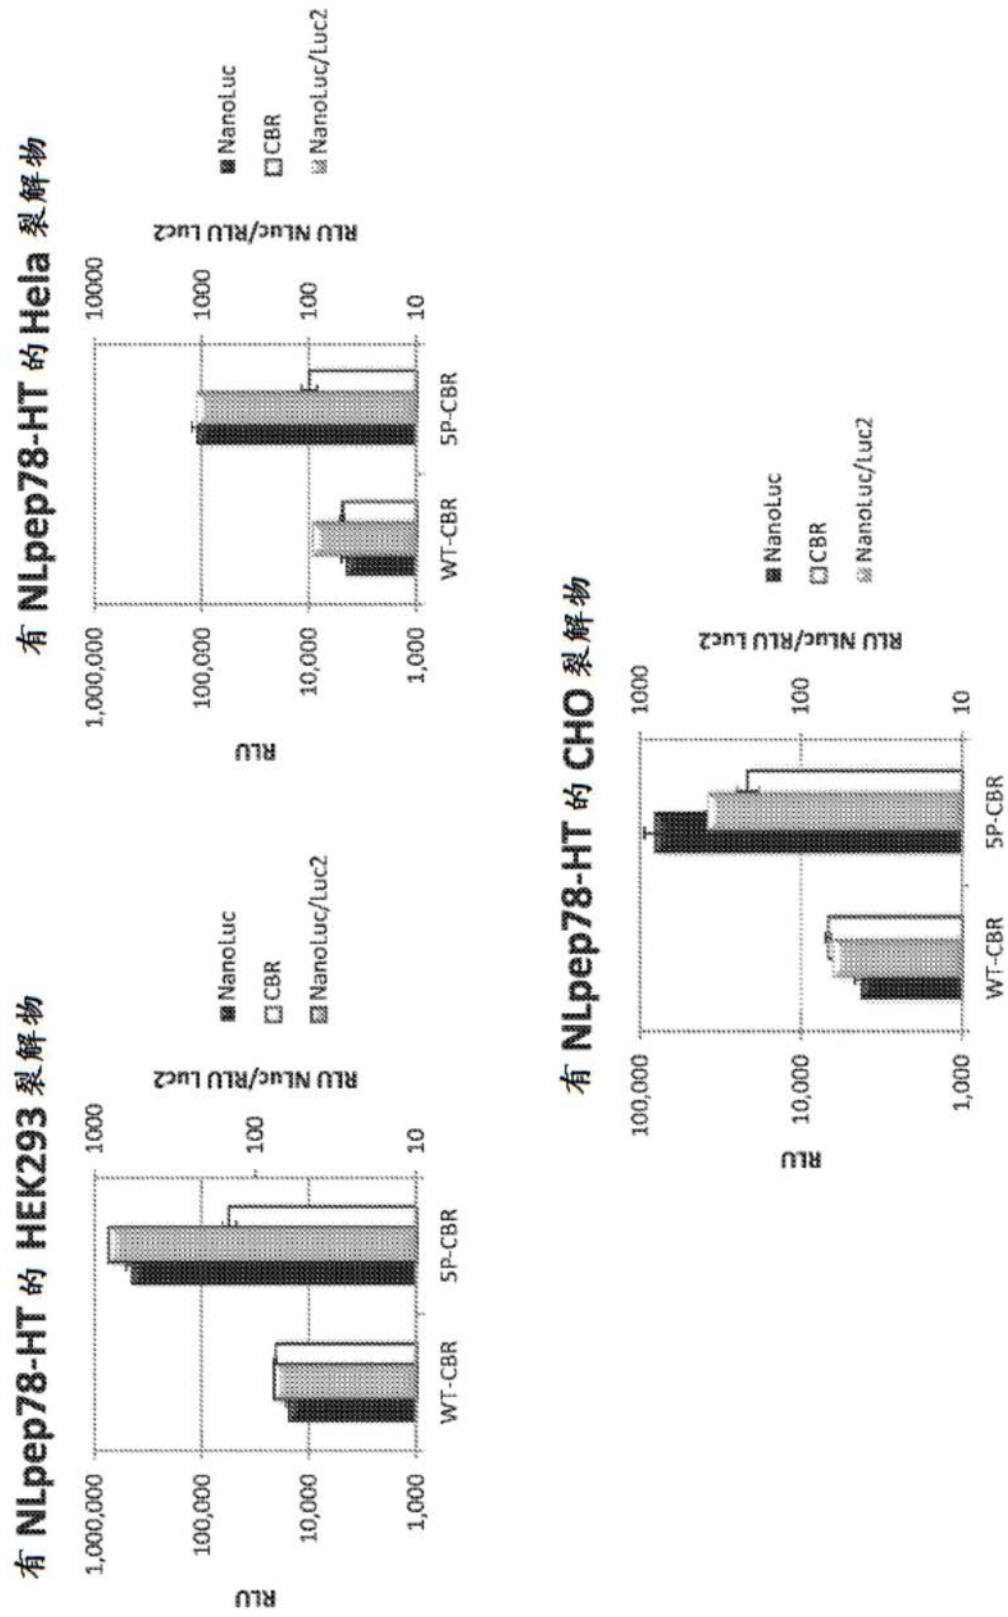 有 NLpep78-HT 的 HEK293 裂解物
1,000,000
100,000
10,000
1,000
RLU
1000
100
10
RLU NLuc/RLU Luc2
WT-CBR
5P-CBR
NanoLuc
CBR
NanoLuc/Luc2
有 NLpep78-HT 的 Hela 裂解物
1,000,000
100,000
10,000
1,000
RLU
10000
1000
100
10
RLU NLuc/RLU Luc2
WT-CBR
5P-CBR
NanoLuc
CBR
NanoLuc/Luc2
有 NLpep78-HT 的 CHO 裂解物
100,000
10,000
1,000
RLU
1000
100
10
RLU NLuc/RLU Luc2
WT-CBR
5P-CBR
NanoLuc
CBR
NanoLuc/Luc2